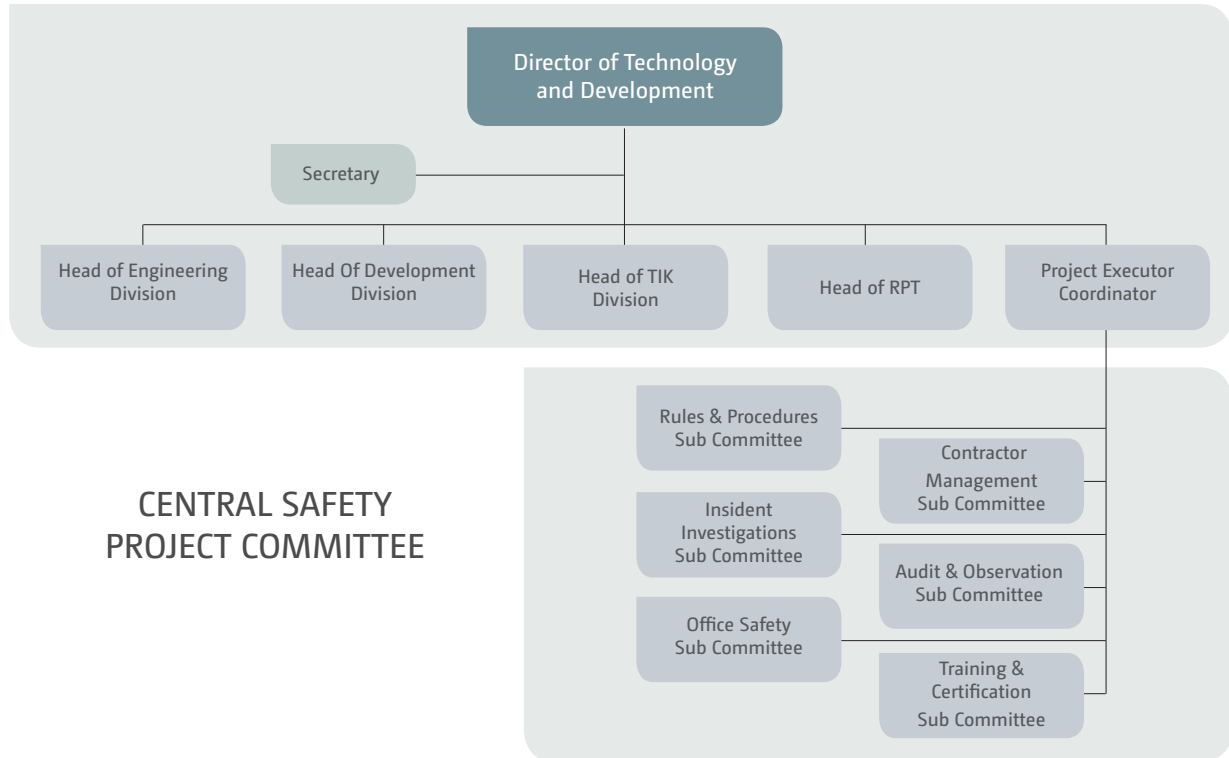 Director of Technology
and Development
Secretary
Head of Engineering
Division
Head Of Development
Division
Head of TIK
Division
Head of RPT
Project Executor
Coordinator
CENTRAL SAFETY
PROJECT COMMITTEE
Rules & Procedures
Sub Committee
Contractor
Management
Sub Committee
Insident
Investigations
Sub Committee
Audit & Observation
Sub Committee
Office Safety
Sub Committee
Training &
Certification
Sub Committee